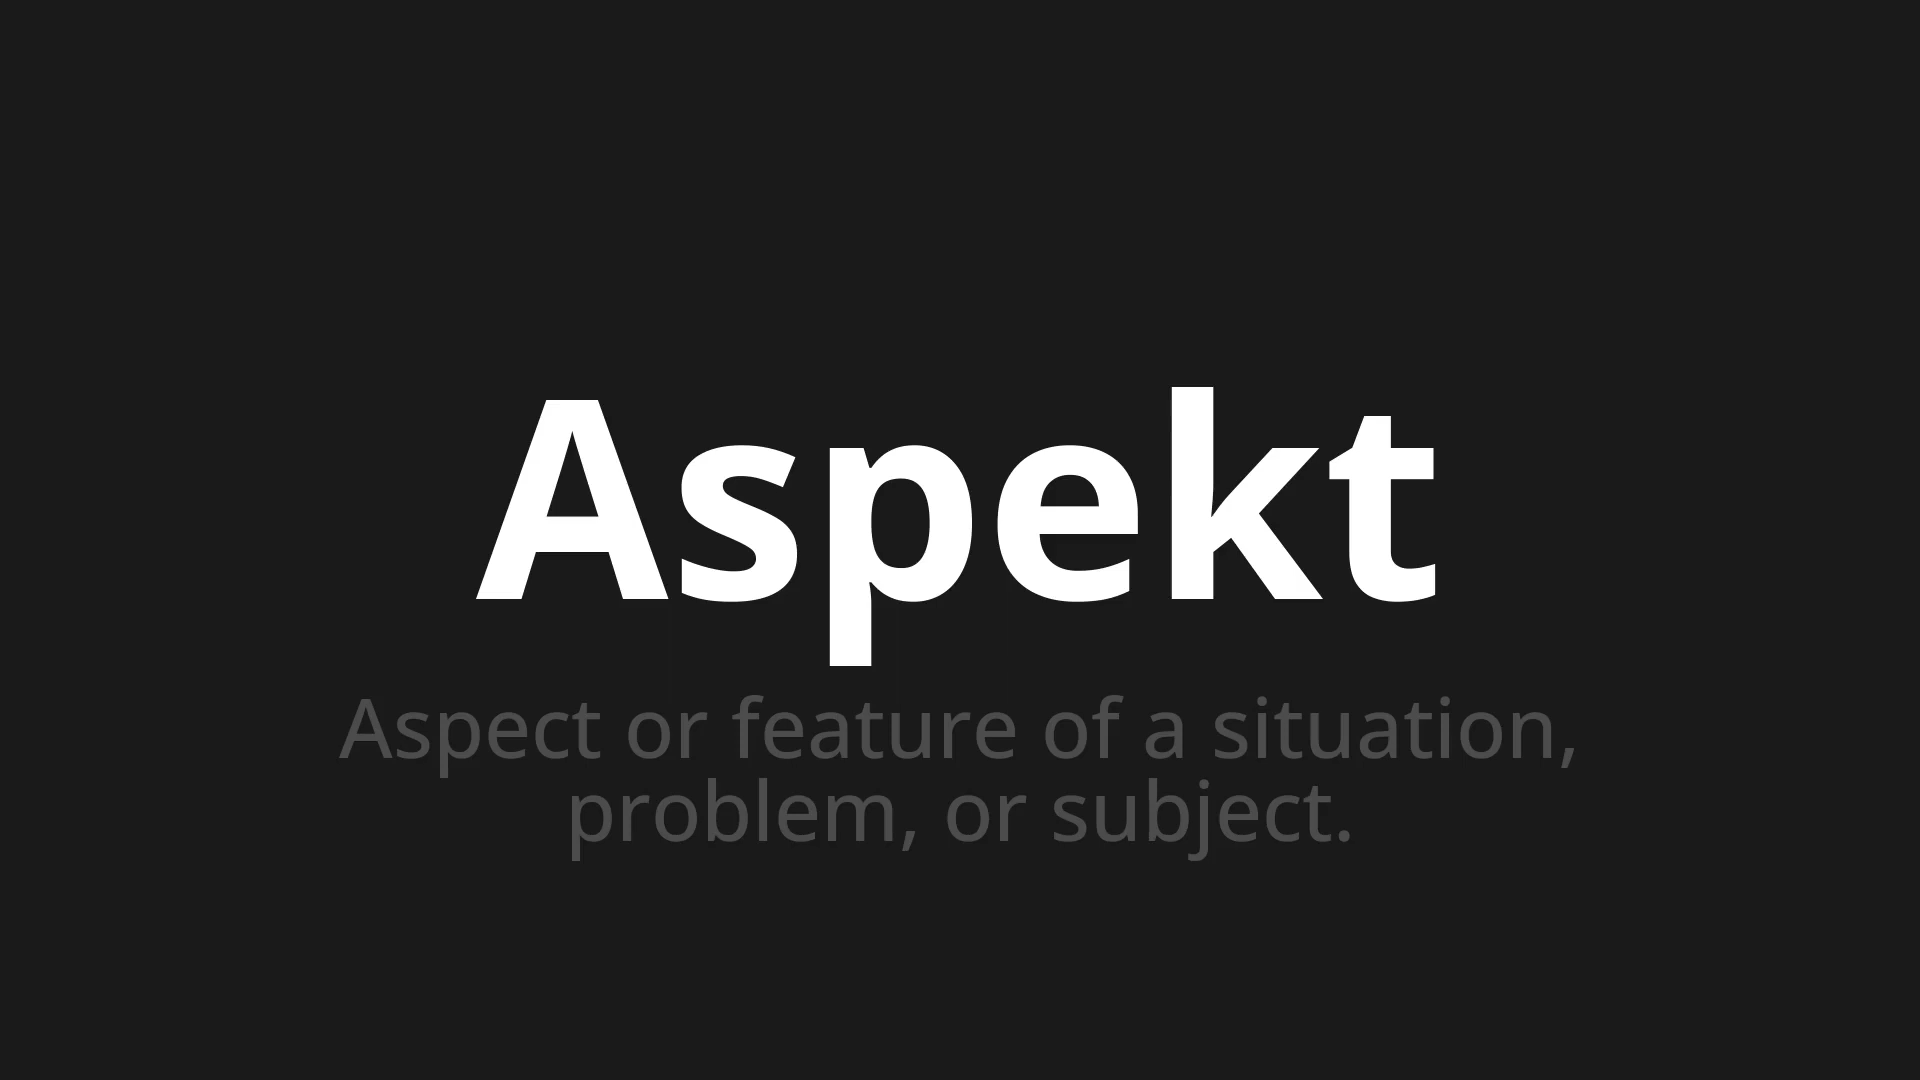 Aspekt
Aspect or feature of a situation,
problem, or subject.